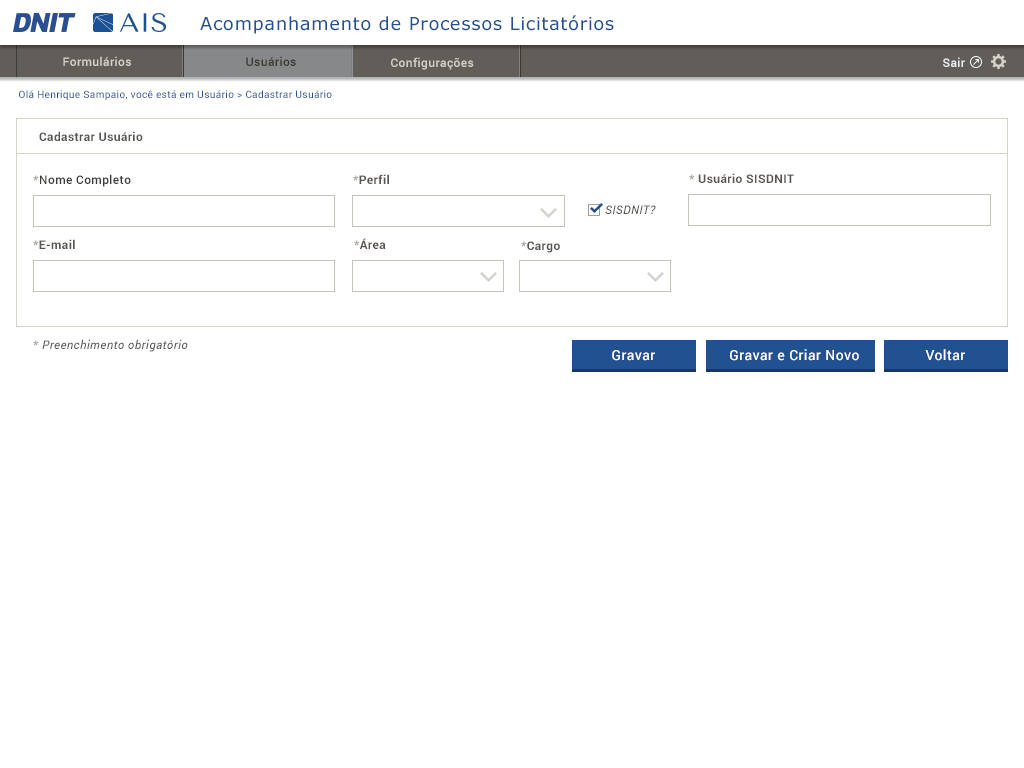 DNIT AIS Acompanhamento de Processos Licitatórios
Formulários Usuários Configurações Sair
Olá Henrique Sampaio, você está em Usuário > Cadastrar Usuário
Cadastrar Usuário
*Nome Completo *Perfil * Usuário SISDNIT
SISDNIT?
*E-mail *Área *Cargo
* Preenchimento obrigatório
Gravar Gravar e Criar Novo Voltar